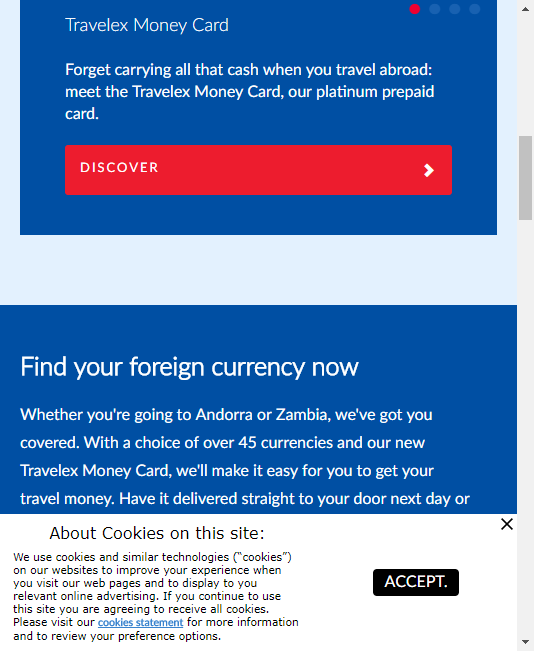 Travelex Money Card
Forget carrying all that cash when you travel abroad:
meet the Travelex Money Card, our platinum prepaid
card.
DISCOVER
Find your foreign currency now
Whether you're going to Andorra or Zambia, we've got you
covered. With a choice of over 45 currencies and our new
Travelex Money Card, we'll make it easy for you to get your
travel money. Have it delivered straight to your door next day or
About Cookies on this site:
We use cookies and similar technologies (“cookies”)
on our websites to improve your experience when
you visit our web pages and to display to you
relevant online advertising. If you continue to use
this site you are agreeing to receive all cookies.
Please visit our cookies statement for more information
and to review your preference options.
ACCEPT.